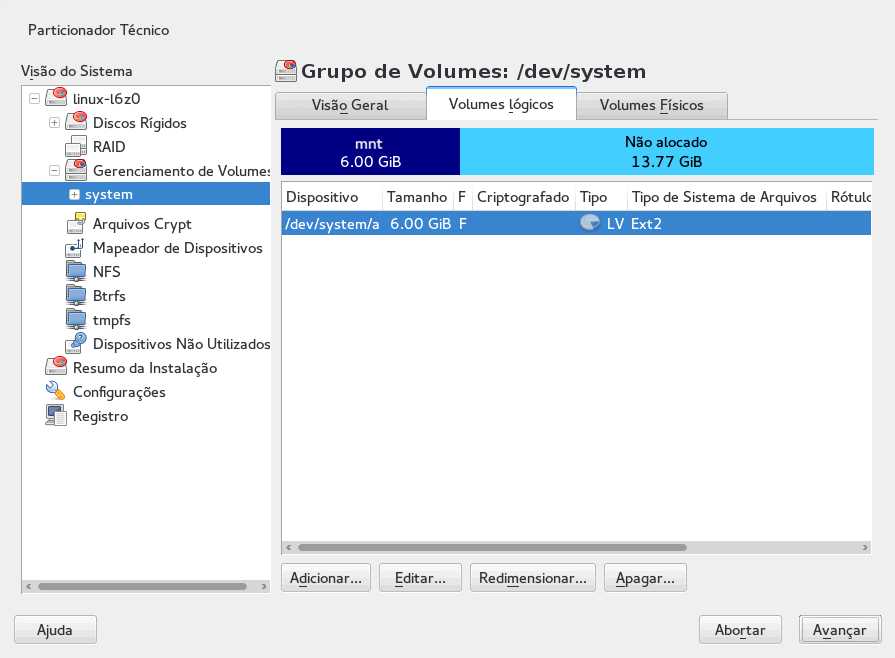 Particionador Técnico
Visão do Sistema
linux-l6z0
Discos Rígidos
RAID
Gerenciamento de Volumes
system
Arquivos Crypt
Mapeador de Dispositivos
NFS
Btrfs
tmpfs
Dispositivos Não Utilizados
Resumo da Instalação
Configurações
Registro
Grupo de Volumes: /dev/system
Visão Geral
Volumes lógicos
Volumes Físicos
mnt
6.00 GiB
Não alocado
13.77 GiB
Dispositivo Tamanho F Criptografado Tipo Tipo de Sistema de Arquivos Rótulo
/dev/system/a 6.00 GiB F LV Ext2
Adicionar... Editar... Redimensionar... Apagar...
Ajuda Abortar Avançar